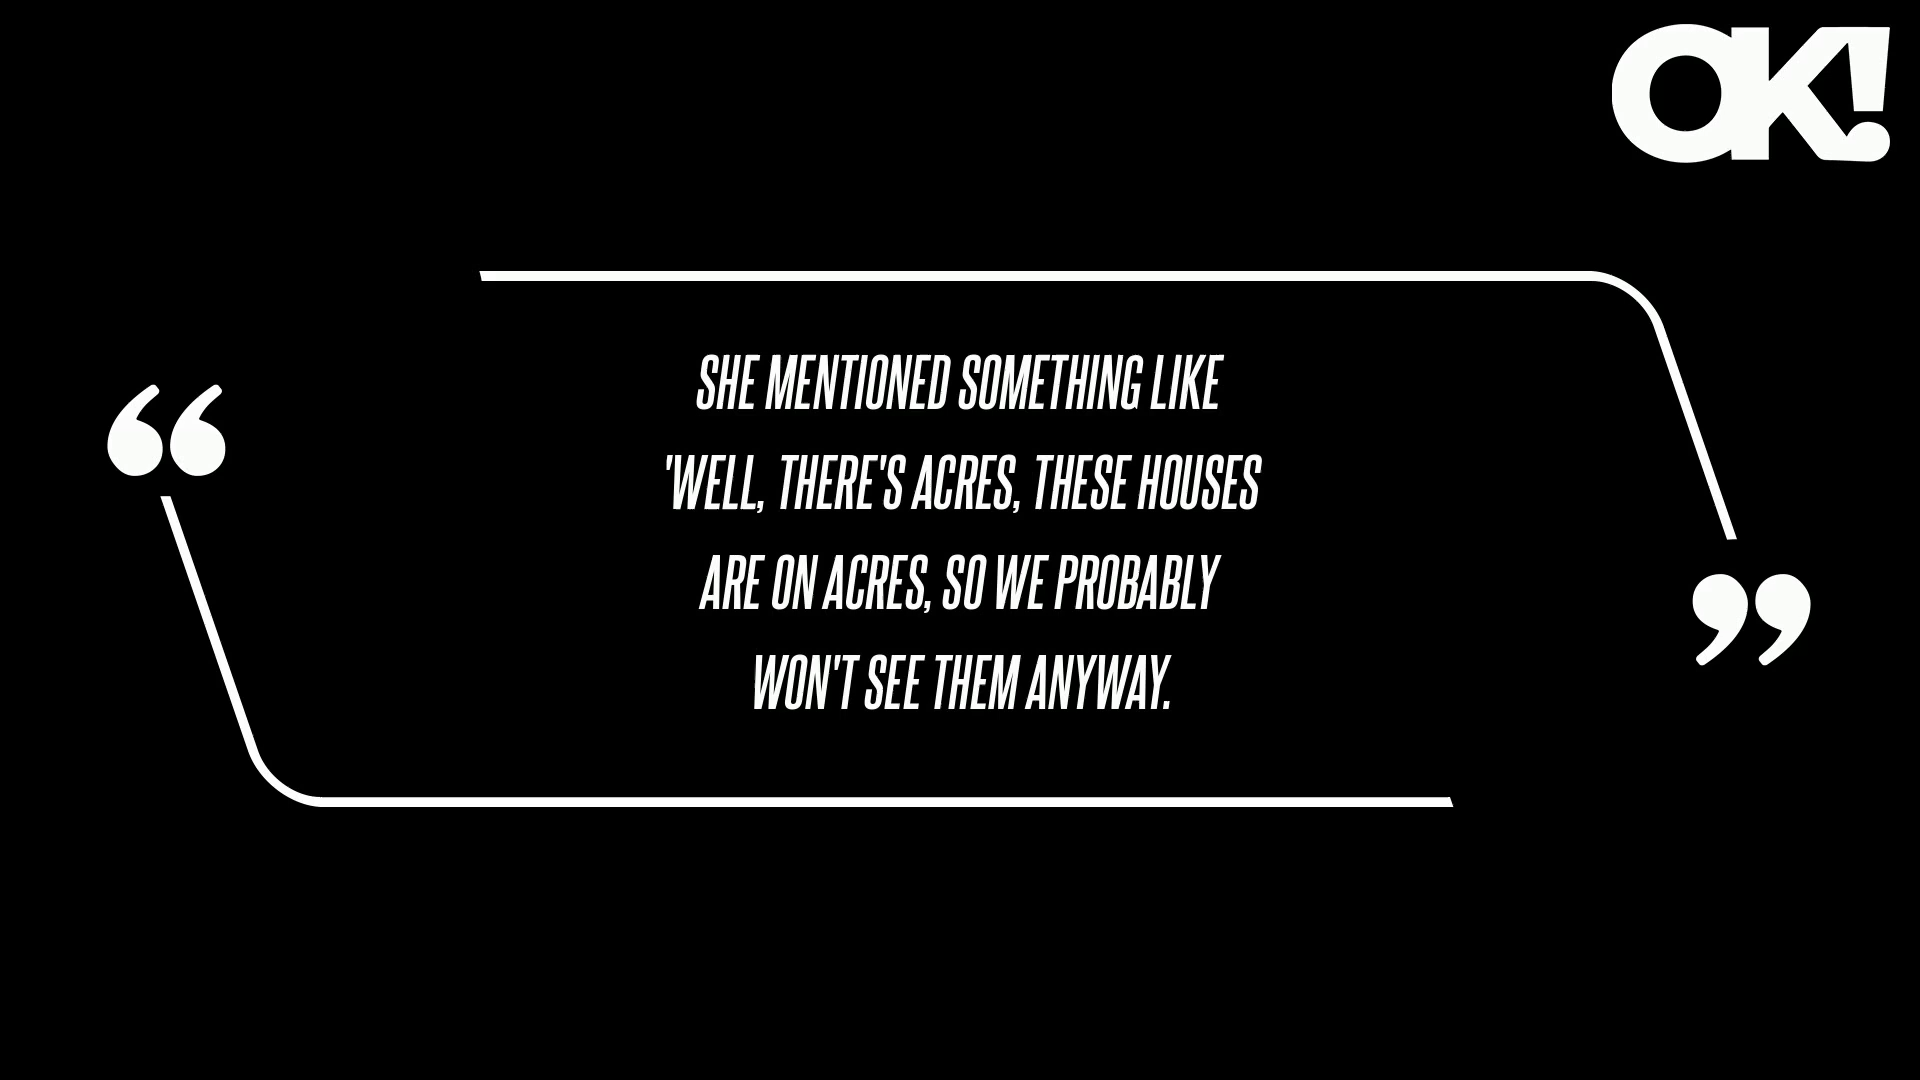 OK!
“
SHE MENTIONED SOMETHING LIKE
'WELL, THERE'S ACRES, THESE HOUSES
ARE ON ACRES, SO WE PROBABLY
WON'T SEE THEM ANYWAY.
”